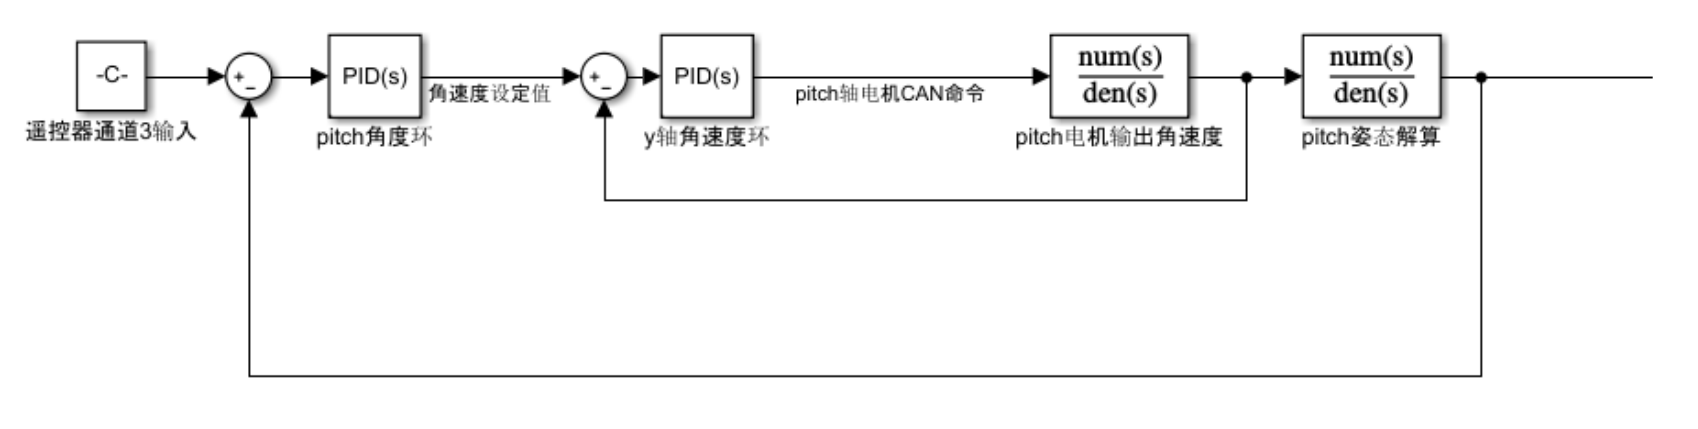 -C-
遥控器通道3输入
+
−
PID(s)
pitch角度环
角速度设定值
+
−
PID(s)
y轴角速度环
pitch轴电机CAN命令
num(s)
den(s)
pitch电机输出角速度
num(s)
den(s)
pitch姿态解算